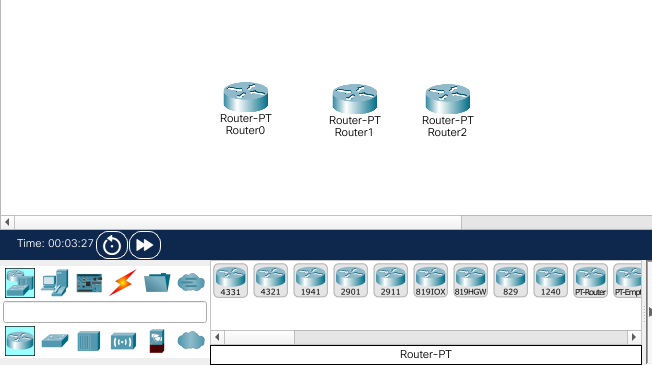 Router-PT
Router0
Router-PT
Router1
Router-PT
Router2
Time: 00:03:27
4331
4321
1941
2901
2911
819IOX
819HGW
829
1240
PT-Router
PT-Empt
Router-PT